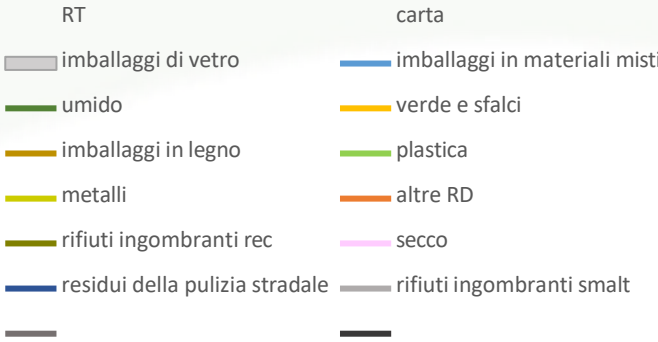 RT carta
imballaggi di vetro imballaggi in materiali misti
umido verde e sfalci
imballaggi in legno plastica
metalli altre RD
rifiuti ingombranti rec secco
residui della pulizia stradale rifiuti ingombranti smalt